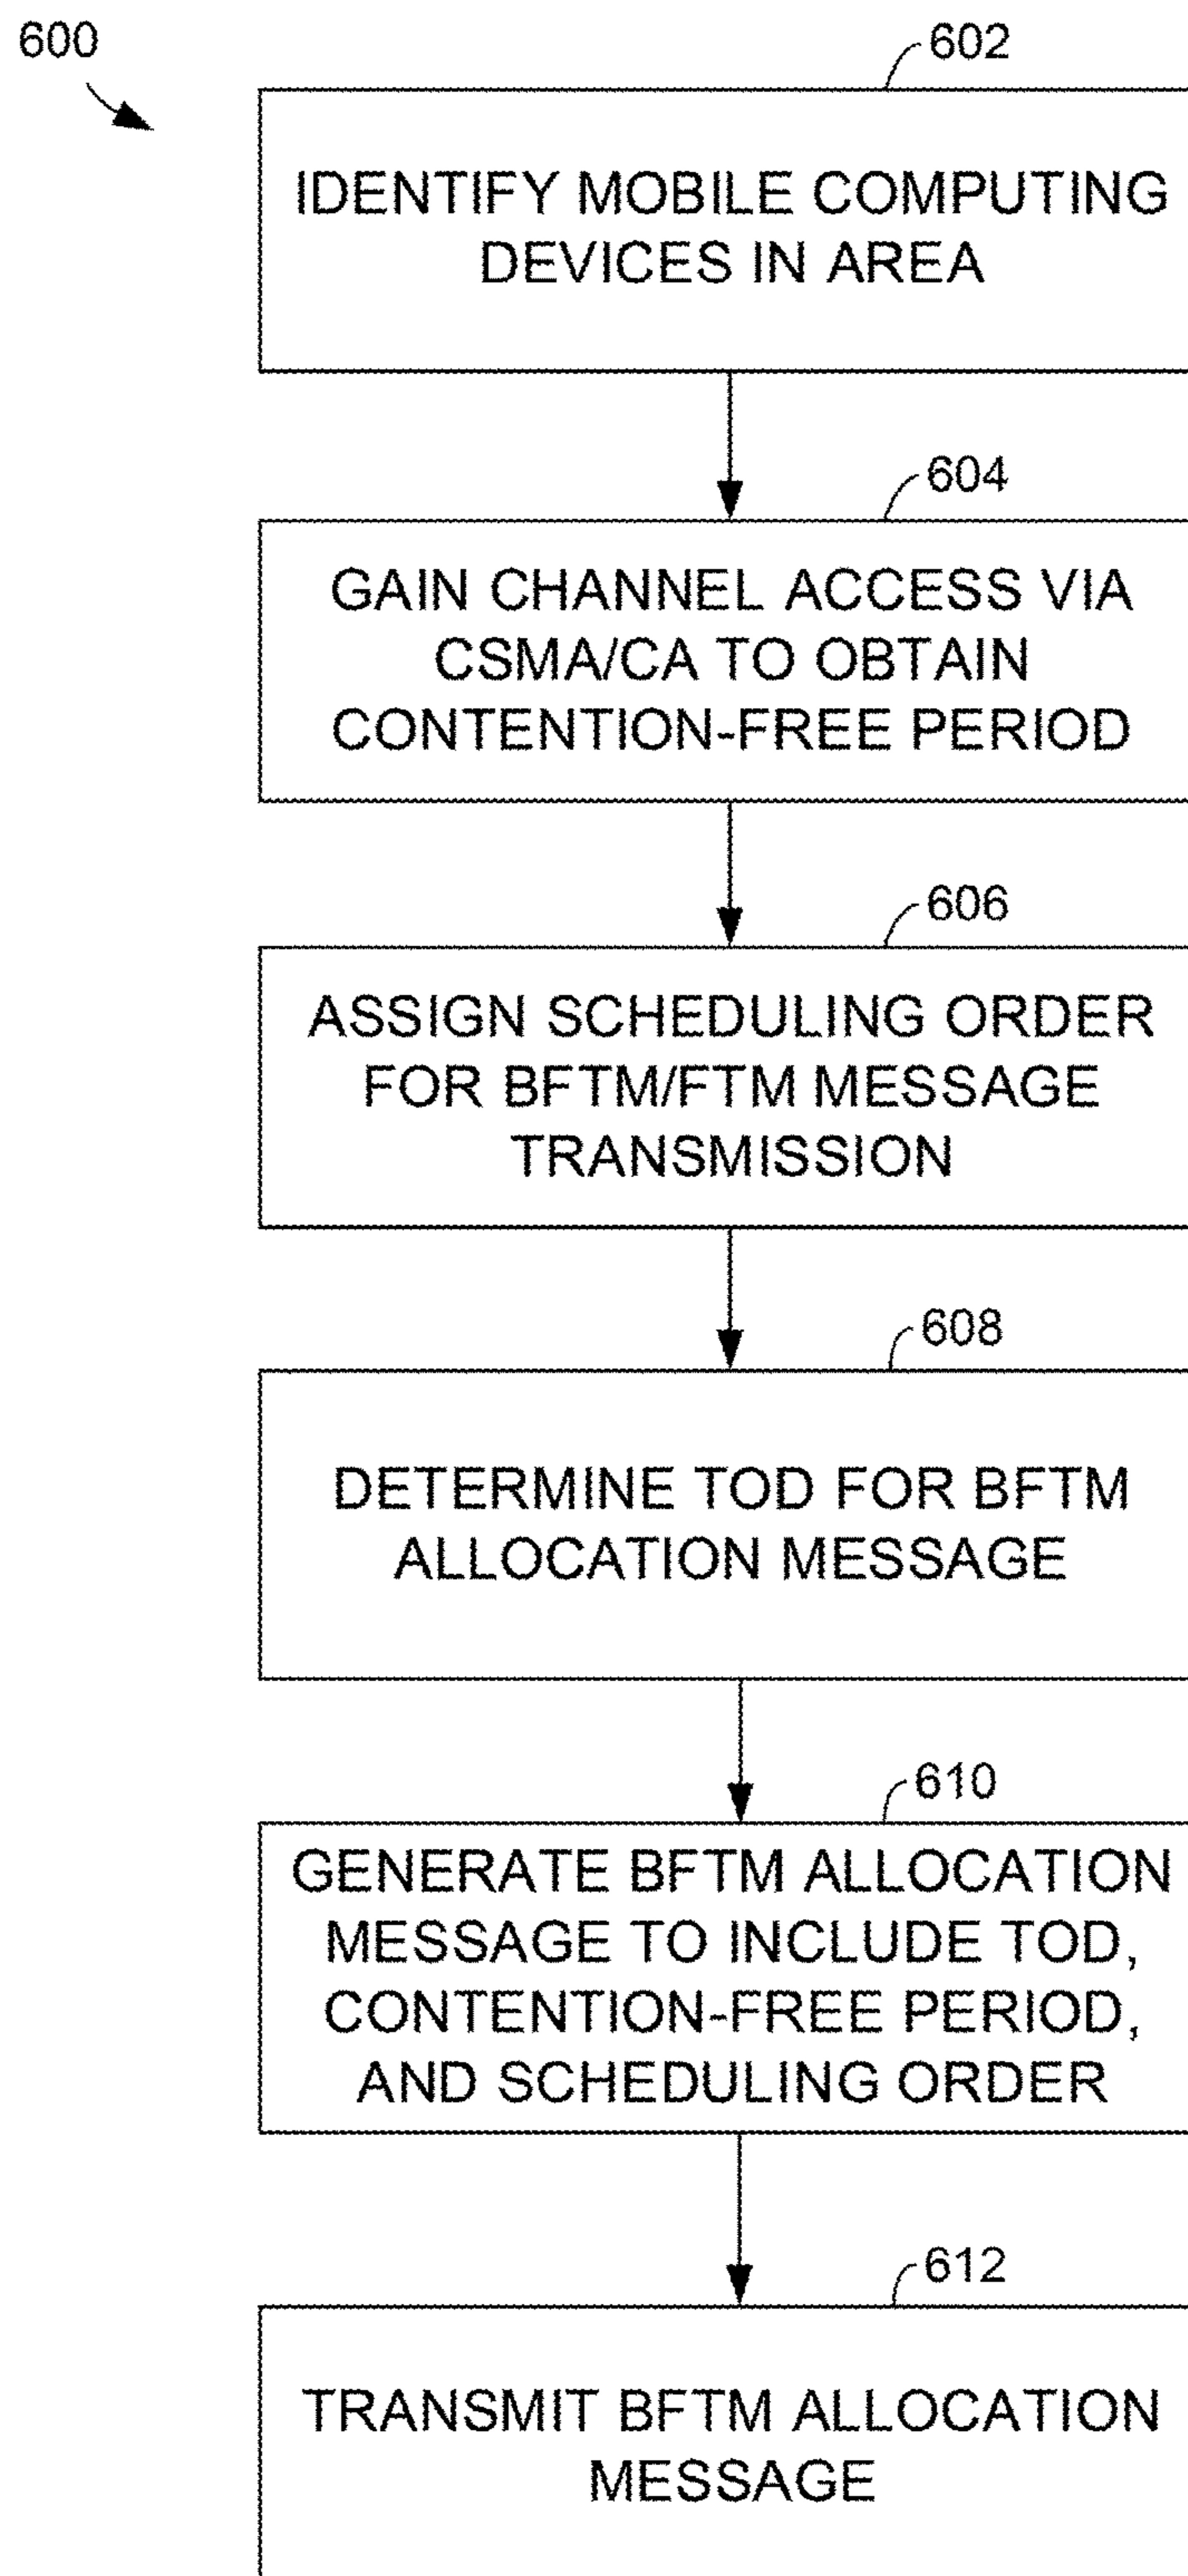 600
602
IDENTIFY MOBILE COMPUTING
DEVICES IN AREA
604
GAIN CHANNEL ACCESS VIA
CSMA/CA TO OBTAIN
CONTENTION-FREE PERIOD
606
ASSIGN SCHEDULING ORDER
FOR BFTM/FTM MESSAGE
TRANSMISSION
608
DETERMINE TOD FOR BFTM
ALLOCATION MESSAGE
610
GENERATE BFTM ALLOCATION
MESSAGE TO INCLUDE TOD,
CONTENTION-FREE PERIOD,
AND SCHEDULING ORDER
612
TRANSMIT BFTM ALLOCATION
MESSAGE